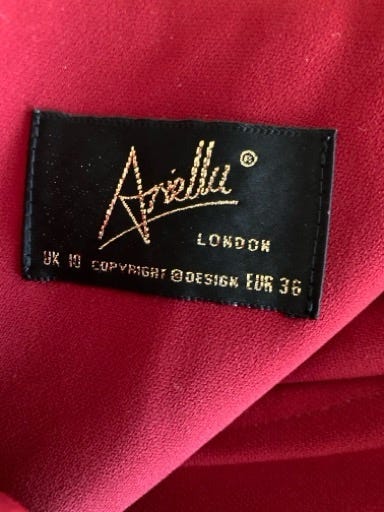 Ariella ®
LONDON
UK 10 COPYRIGHT © DESIGN EUR 36